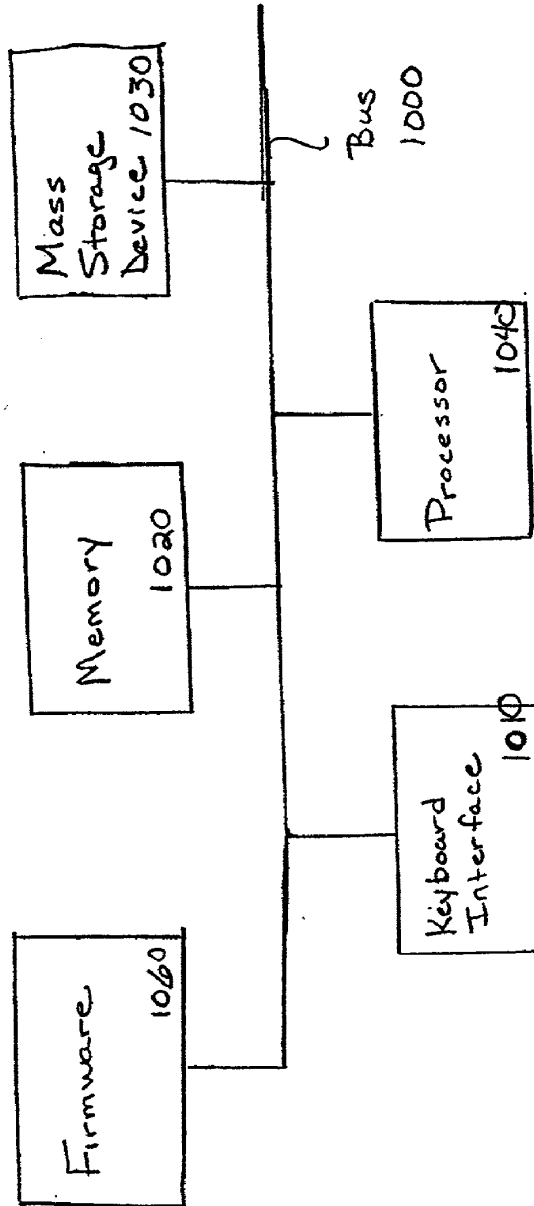 Firmware
1060
Memory
1020
Mass
Storage
Device 1030
Bus
1000
Keyboard
Interface
1010
Processor
1040